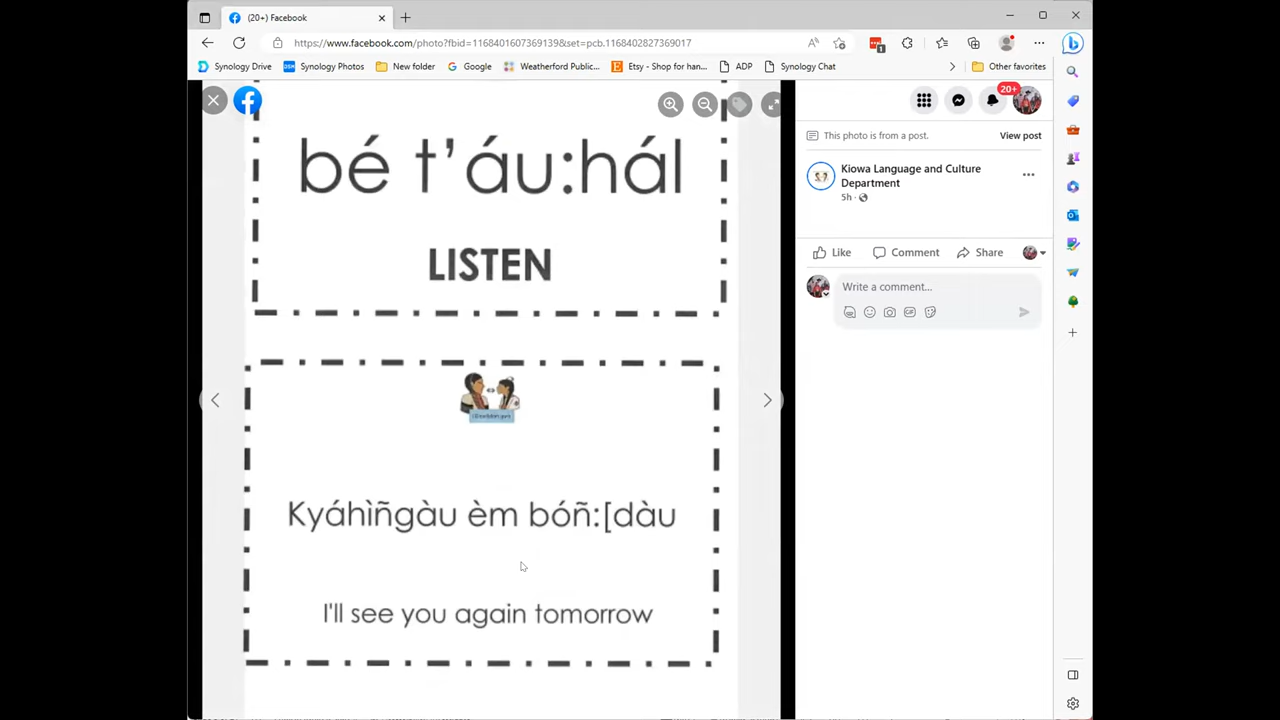 (20+) Facebook
https://www.facebook.com/photo?fbid=1168401607369139&set=pcb.1168402827369017
Synology Drive
DSM
Synology Photos
New folder
Google
Weatherford Public...
Etsy - Shop for han...
ADP
Synology Chat
Other favorites
bé t’áu:hál
LISTEN
Kyáhìñgàu èm bóñ:[dàu
I'll see you again tomorrow
20+
This photo is from a post.
View post
Kiowa Language and Culture
Department
5h ·
Like
Comment
Share
Write a comment...
GIF